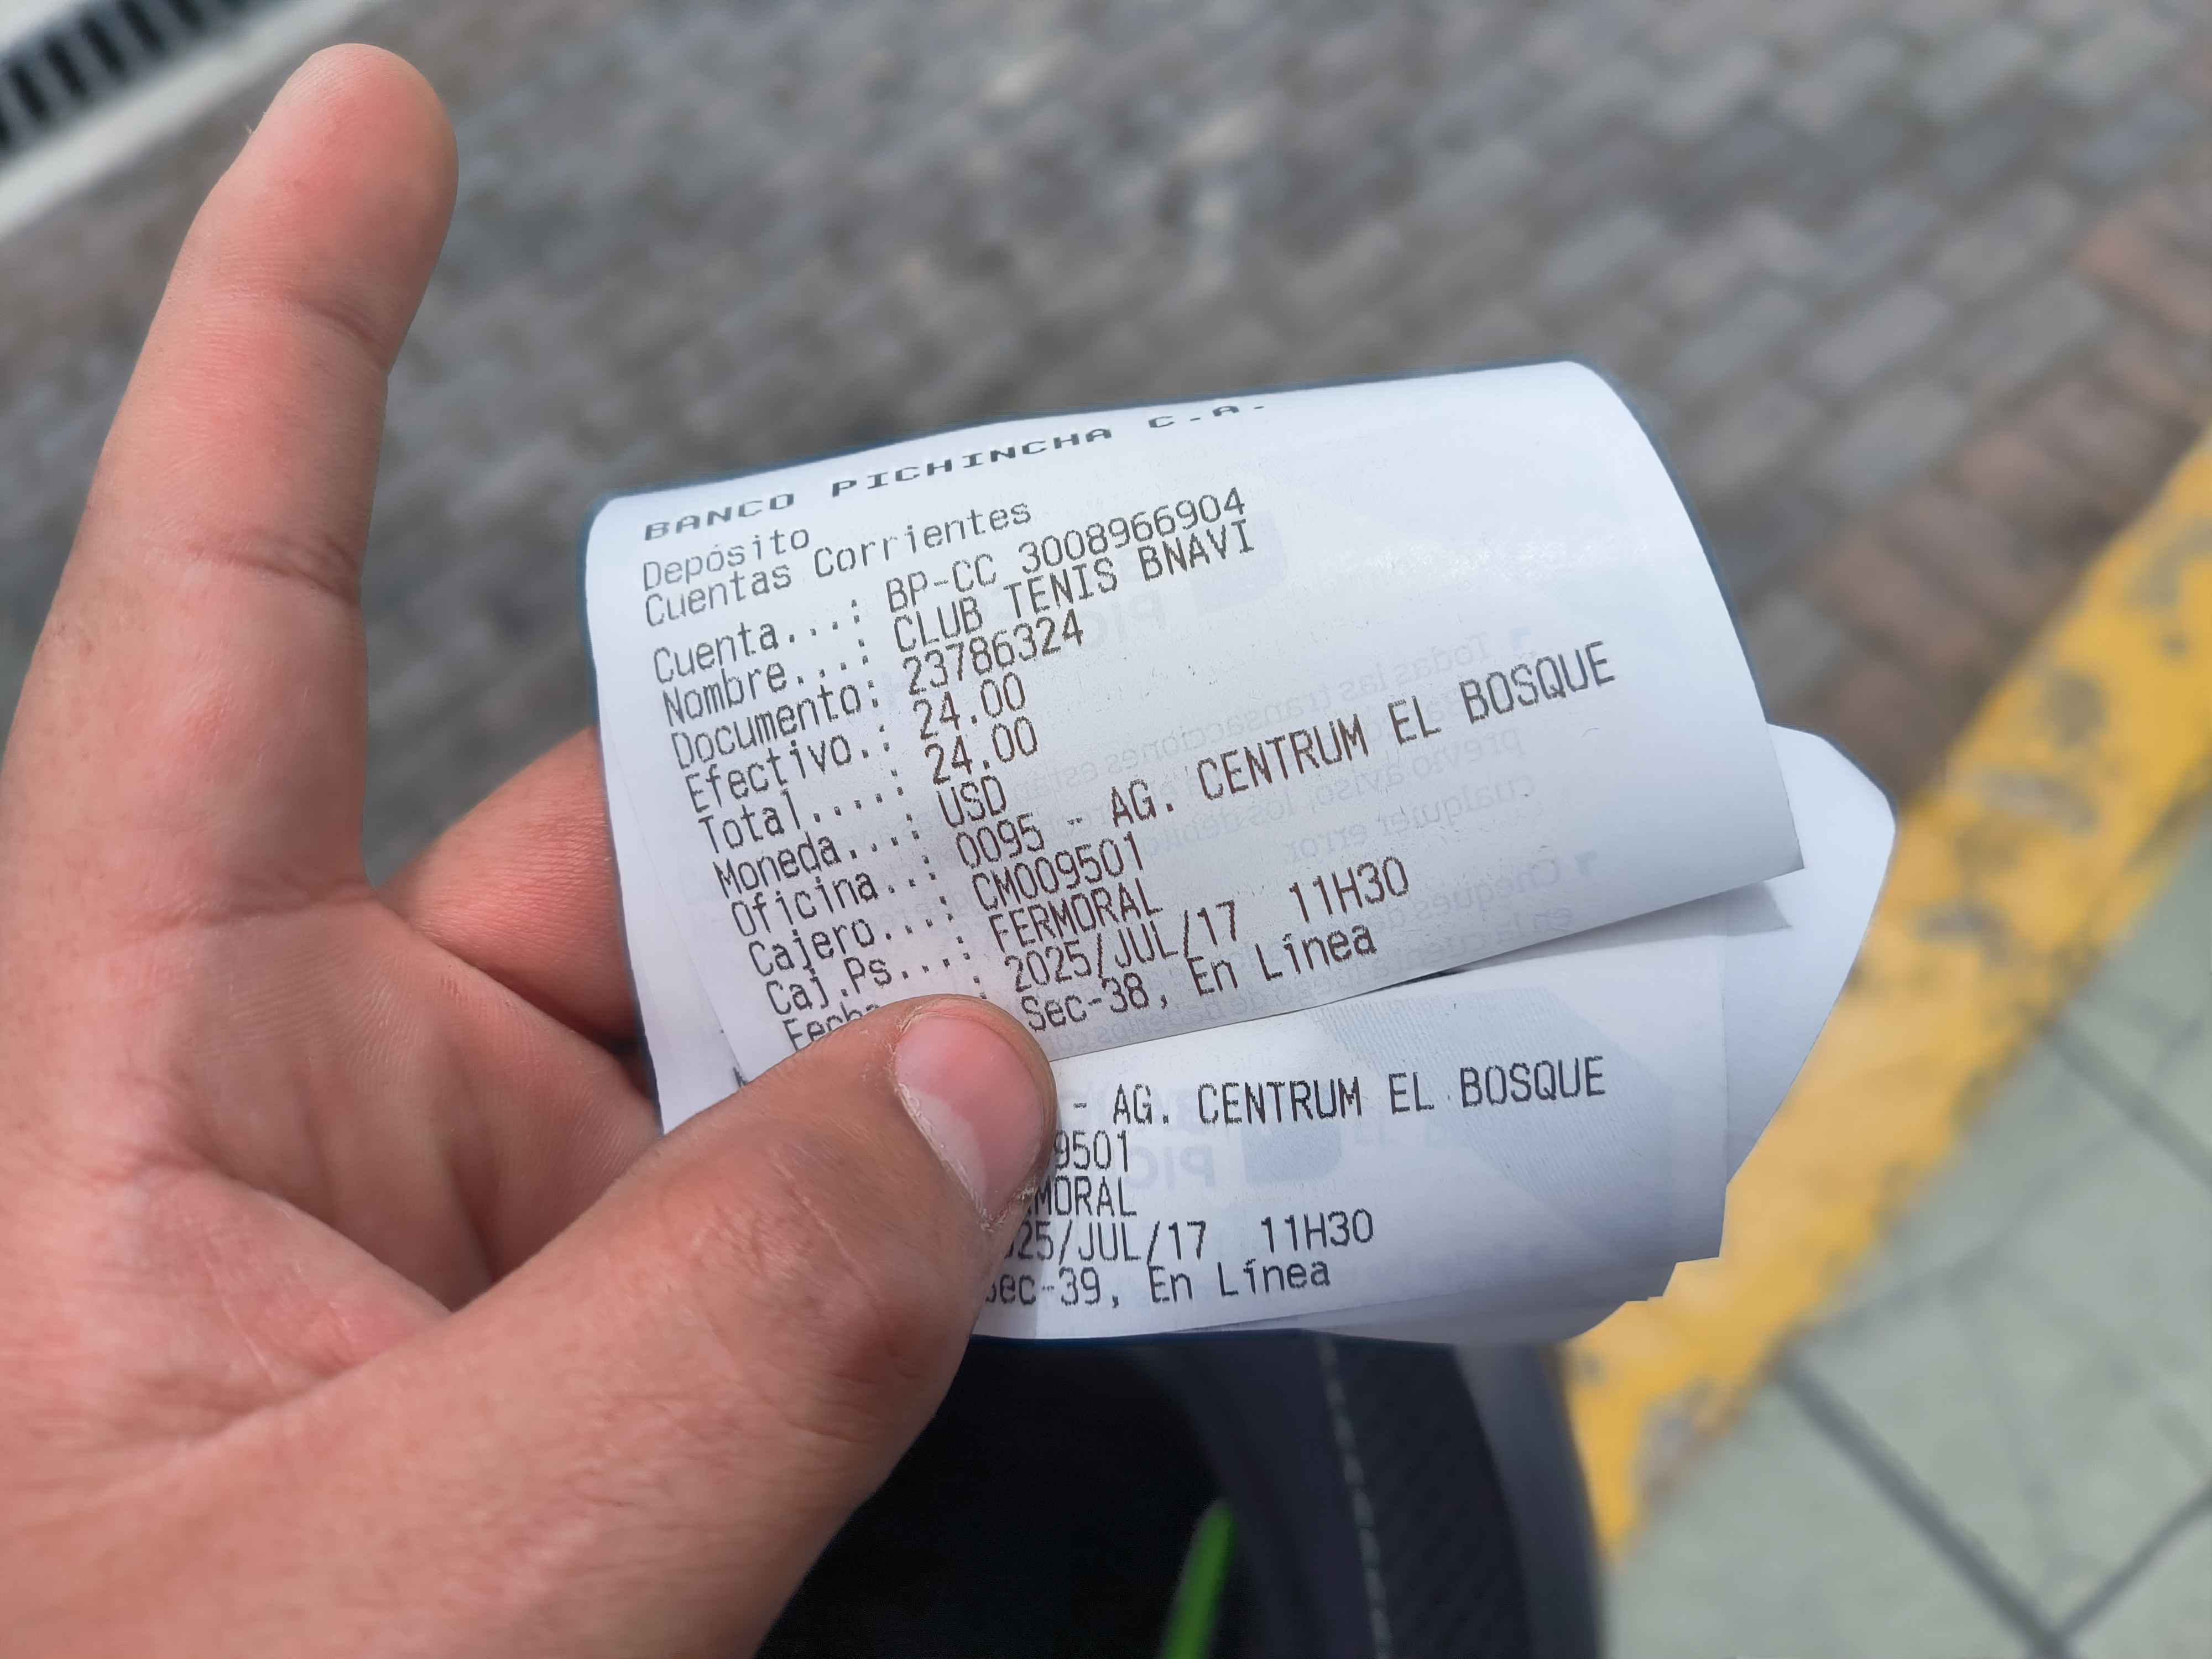 BANCO PICHINCHA C.A.
Depósito
Cuentas Corrientes
Cuenta...: BP-CC 3008966904
Nombre...: CLUB TENIS BNAVI
Documento: 23786324
Efectivo.: 24.00
Total....: 24.00
Moneda...: USD
Oficina..: 0095 - AG. CENTRUM EL BOSQUE
Cajero...: CM009501
Caj.Ps...: FERMORAL
Fecha : 2025/JUL/17 11H30
Sec-38, En Línea
- AG. CENTRUM EL BOSQUE
9501
MORAL
25/JUL/17 11H30
Sec-39, En Línea